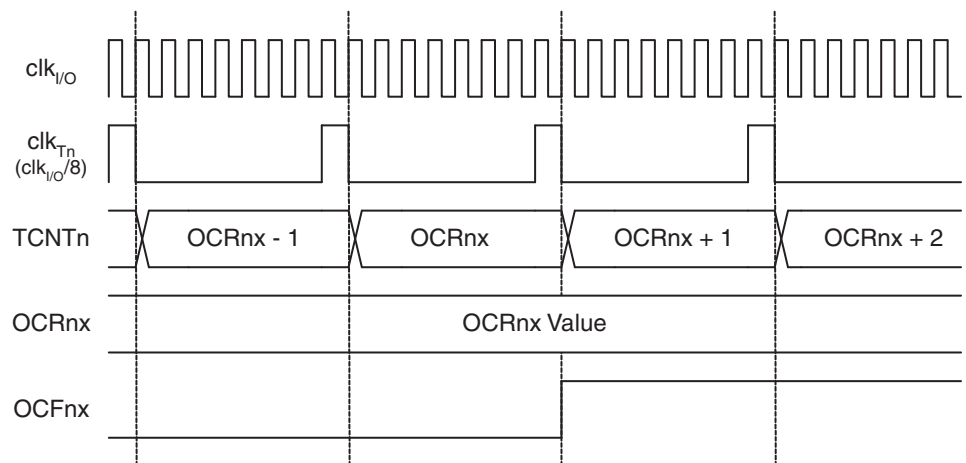 clkI/O
clkTn
(clkI/O/8)
TCNTn
OCRnx - 1
OCRnx
OCRnx + 1
OCRnx + 2
OCRnx
OCRnx Value
OCFnx